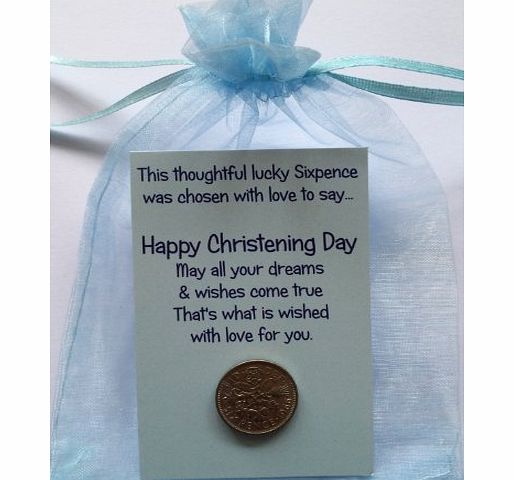 This thoughtful lucky Sixpence
was chosen with love to say...
Happy Christening Day
May all your dreams
& wishes come true
That's what is wished
with love for you.